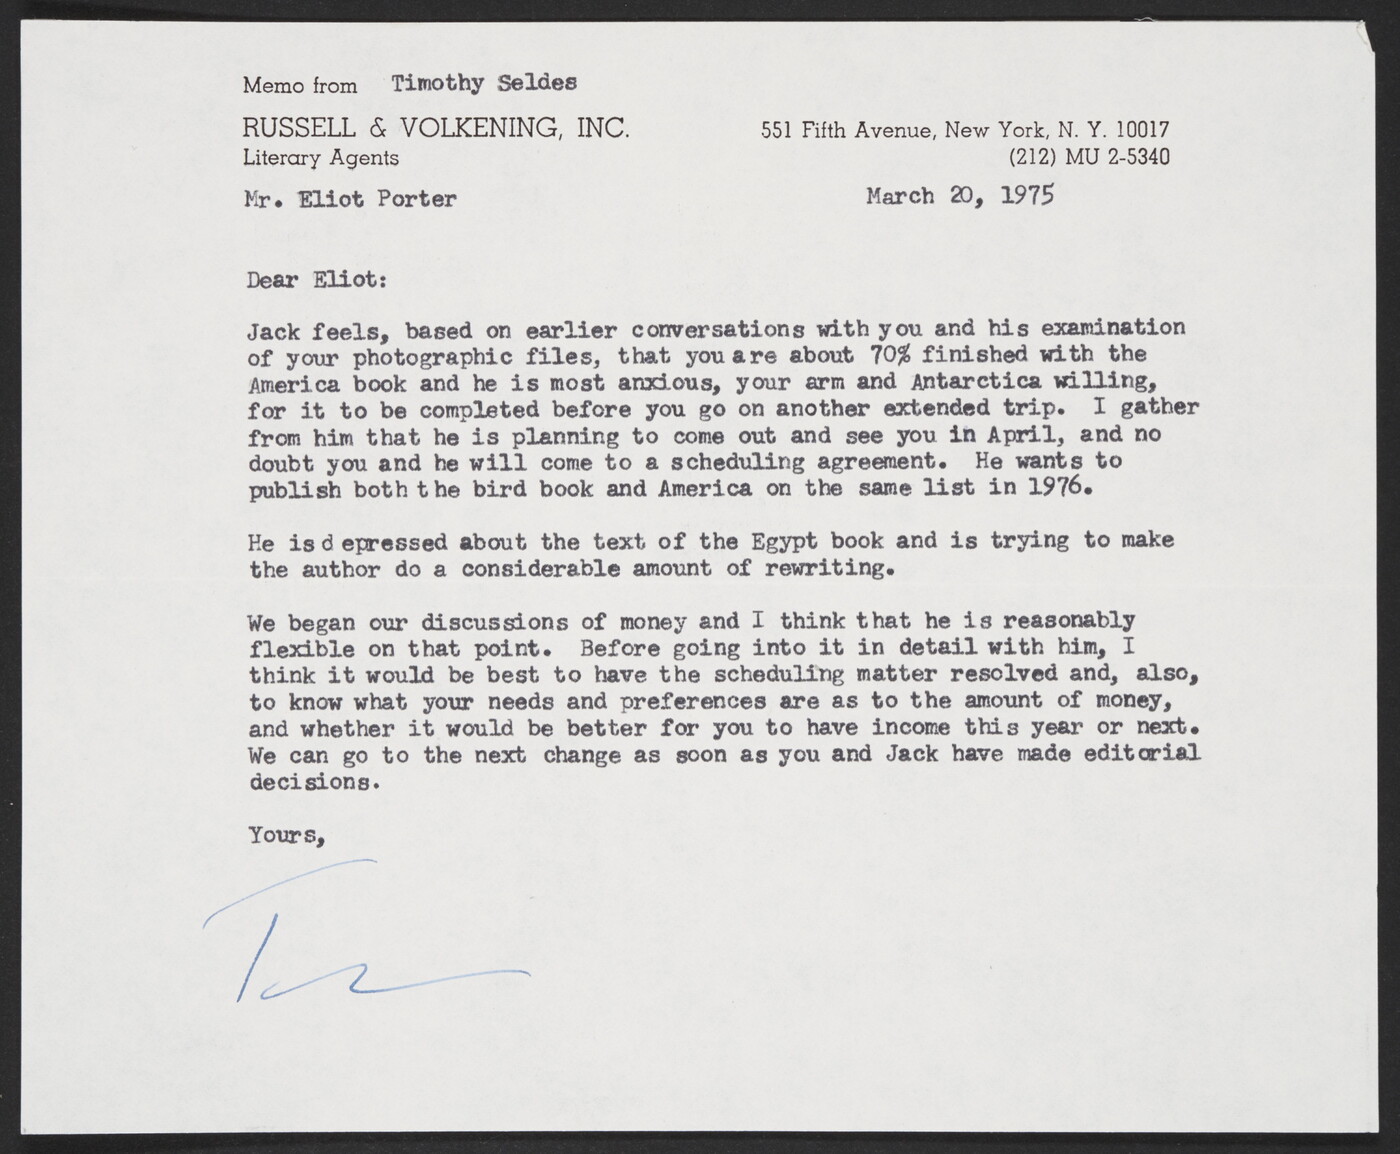 Memo from Timothy Seldes
RUSSELL & VOLKENING, INC.
Literary Agents
551 Fifth Avenue, New York, N. Y. 10017
(212) MU 2-5340
Mr. Eliot Porter
March 20, 1975
Dear Eliot:
Jack feels, based on earlier conversations with you and his examination
of your photographic files, that you are about 70% finished with the
America book and he is most anxious, your arm and Antarctica willing,
for it to be completed before you go on another extended trip. I gather
from him that he is planning to come out and see you in April, and no
doubt you and he will come to a scheduling agreement. He wants to
publish both the bird book and America on the same list in 1976.
He is d epressed about the text of the Egypt book and is trying to make
the author do a considerable amount of rewriting.
We began our discussions of money and I think that he is reasonably
flexible on that point. Before going into it in detail with him, I
think it would be best to have the scheduling matter resolved and, also,
to know what your needs and preferences are as to the amount of money,
and whether it would be better for you to have income this year or next.
We can go to the next change as soon as you and Jack have made editorial
decisions.
Yours,